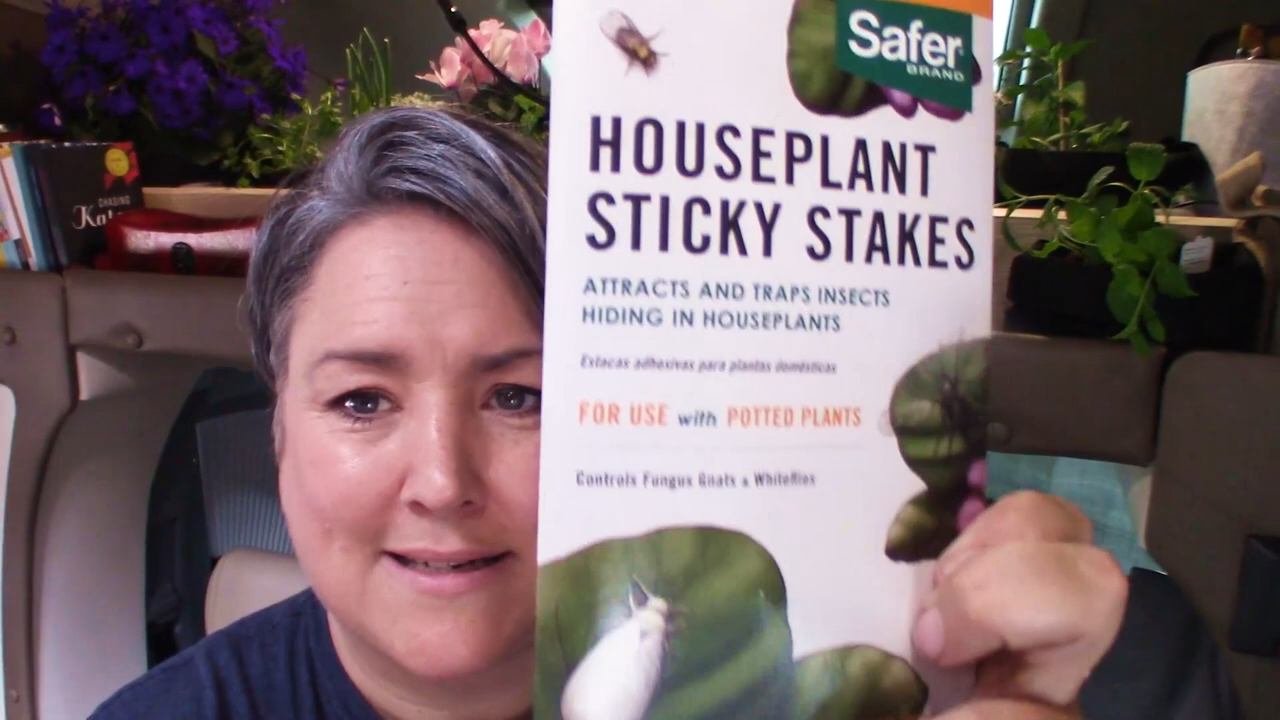 Safer
BRAND
HOUSEPLANT
STICKY STAKES
ATTRACTS AND TRAPS INSECTS
HIDING IN HOUSEPLANTS
Estacas adhesivas para plantas domésticas
FOR USE with POTTED PLANTS
Controls Fungus Gnats & Whiteflies
CHASING